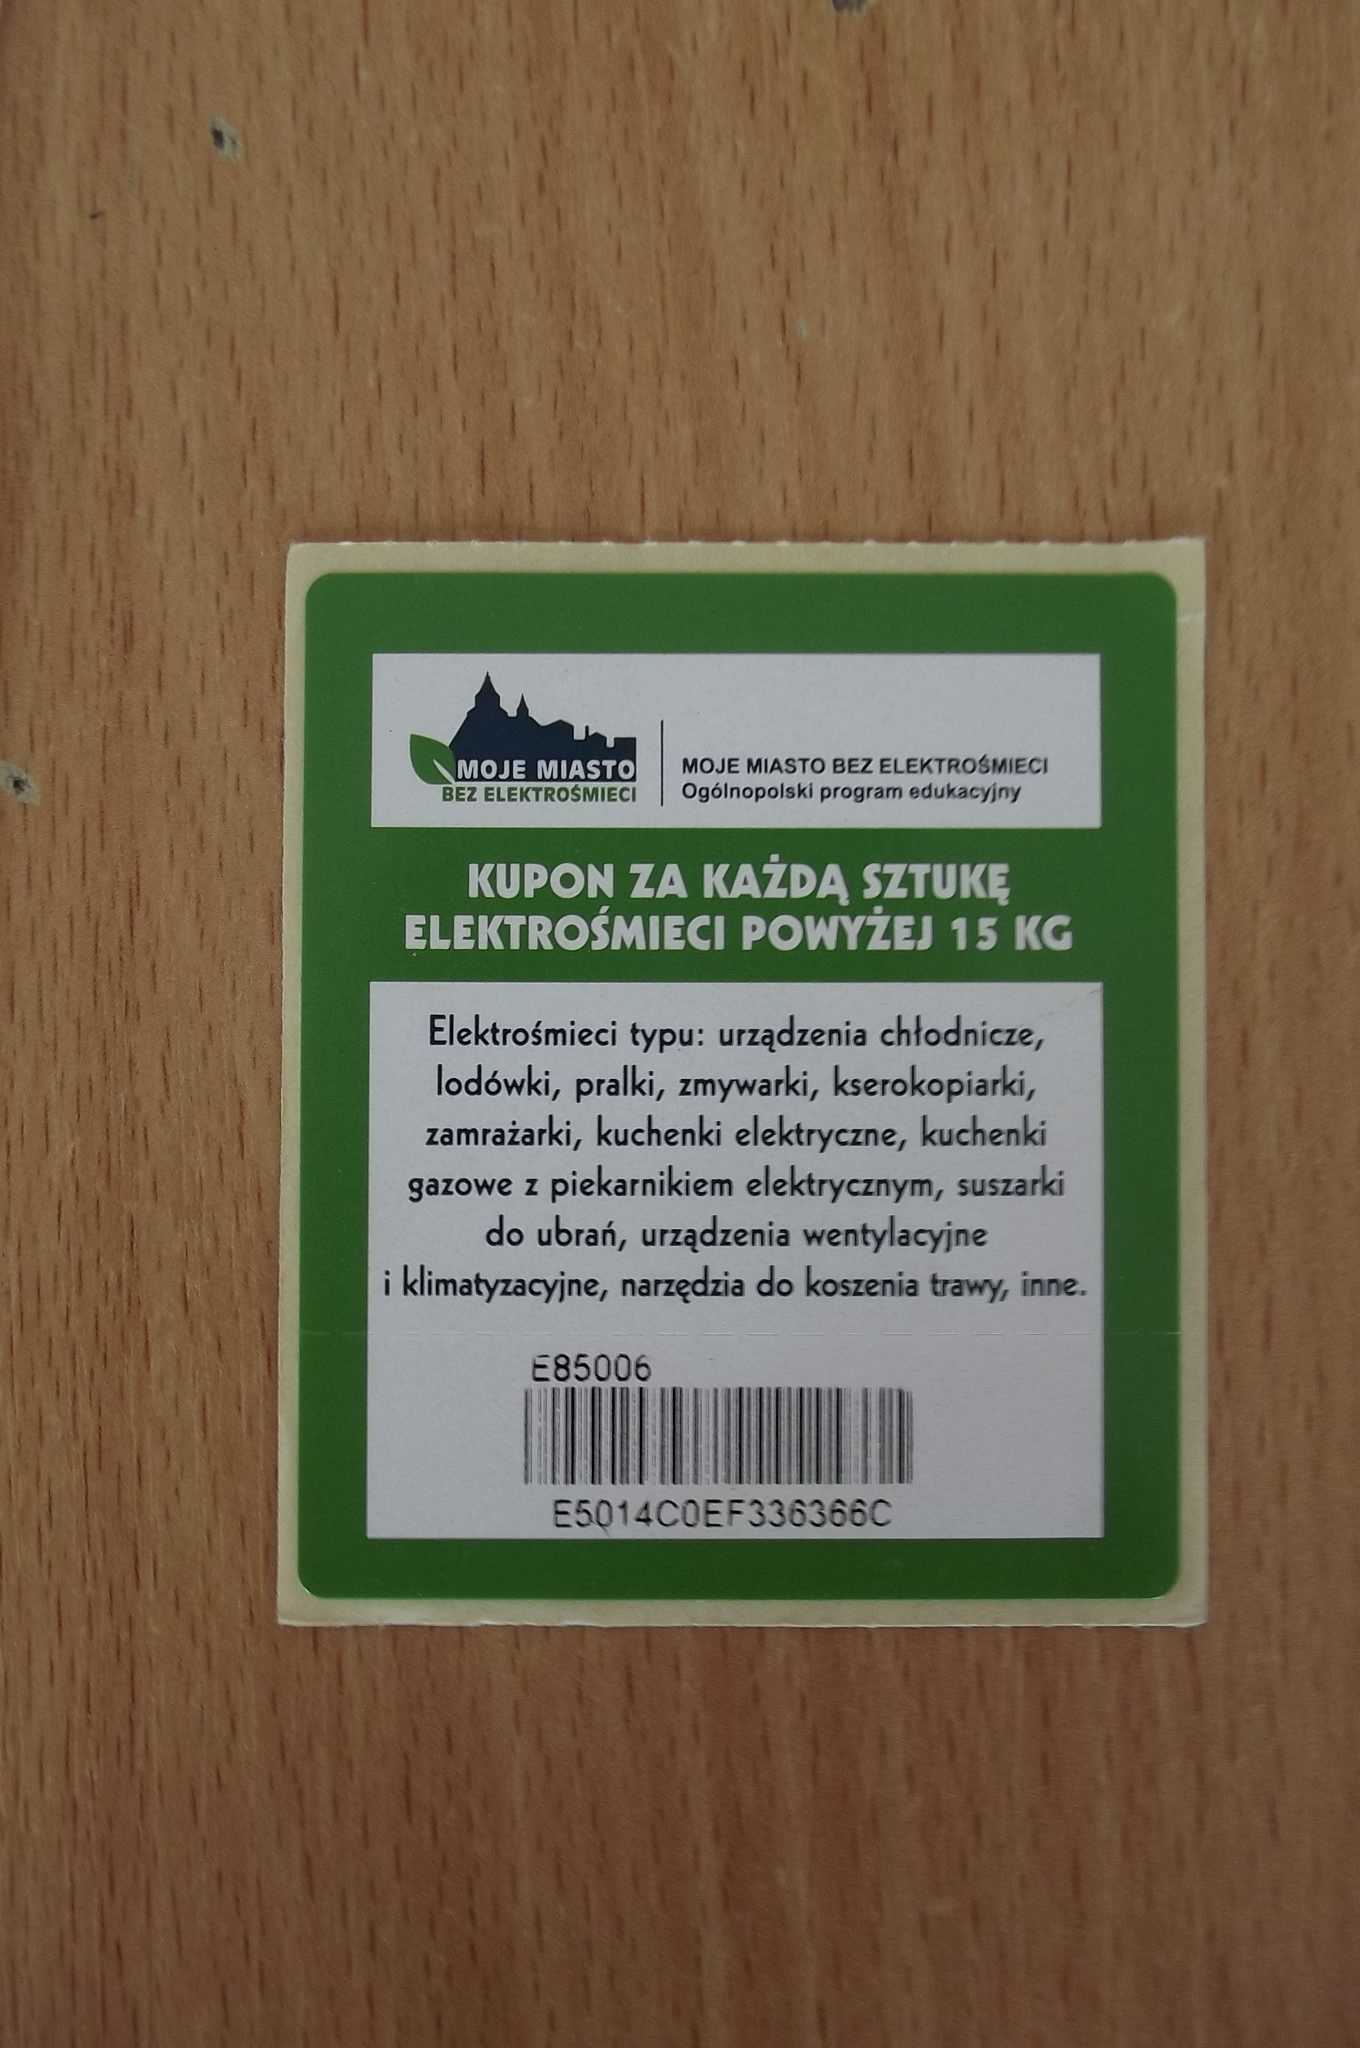 MOJE MIASTO
BEZ ELEKTROŚMIECI
MOJE MIASTO BEZ ELEKTROŚMIECI
Ogólnopolski program edukacyjny
KUPON ZA KAŻDĄ SZTUKĘ
ELEKTROŚMIECI POWYŻEJ 15 KG
Elektrośmieci typu: urządzenia chłodnicze,
lodówki, pralki, zmywarki, kserokopiarki,
zamrażarki, kuchenki elektryczne, kuchenki
gazowe z piekarnikiem elektrycznym, suszarki
do ubrań, urządzenia wentylacyjne
i klimatyzacyjne, narzędzia do koszenia trawy, inne.
E85006
E5014C0EF336366C